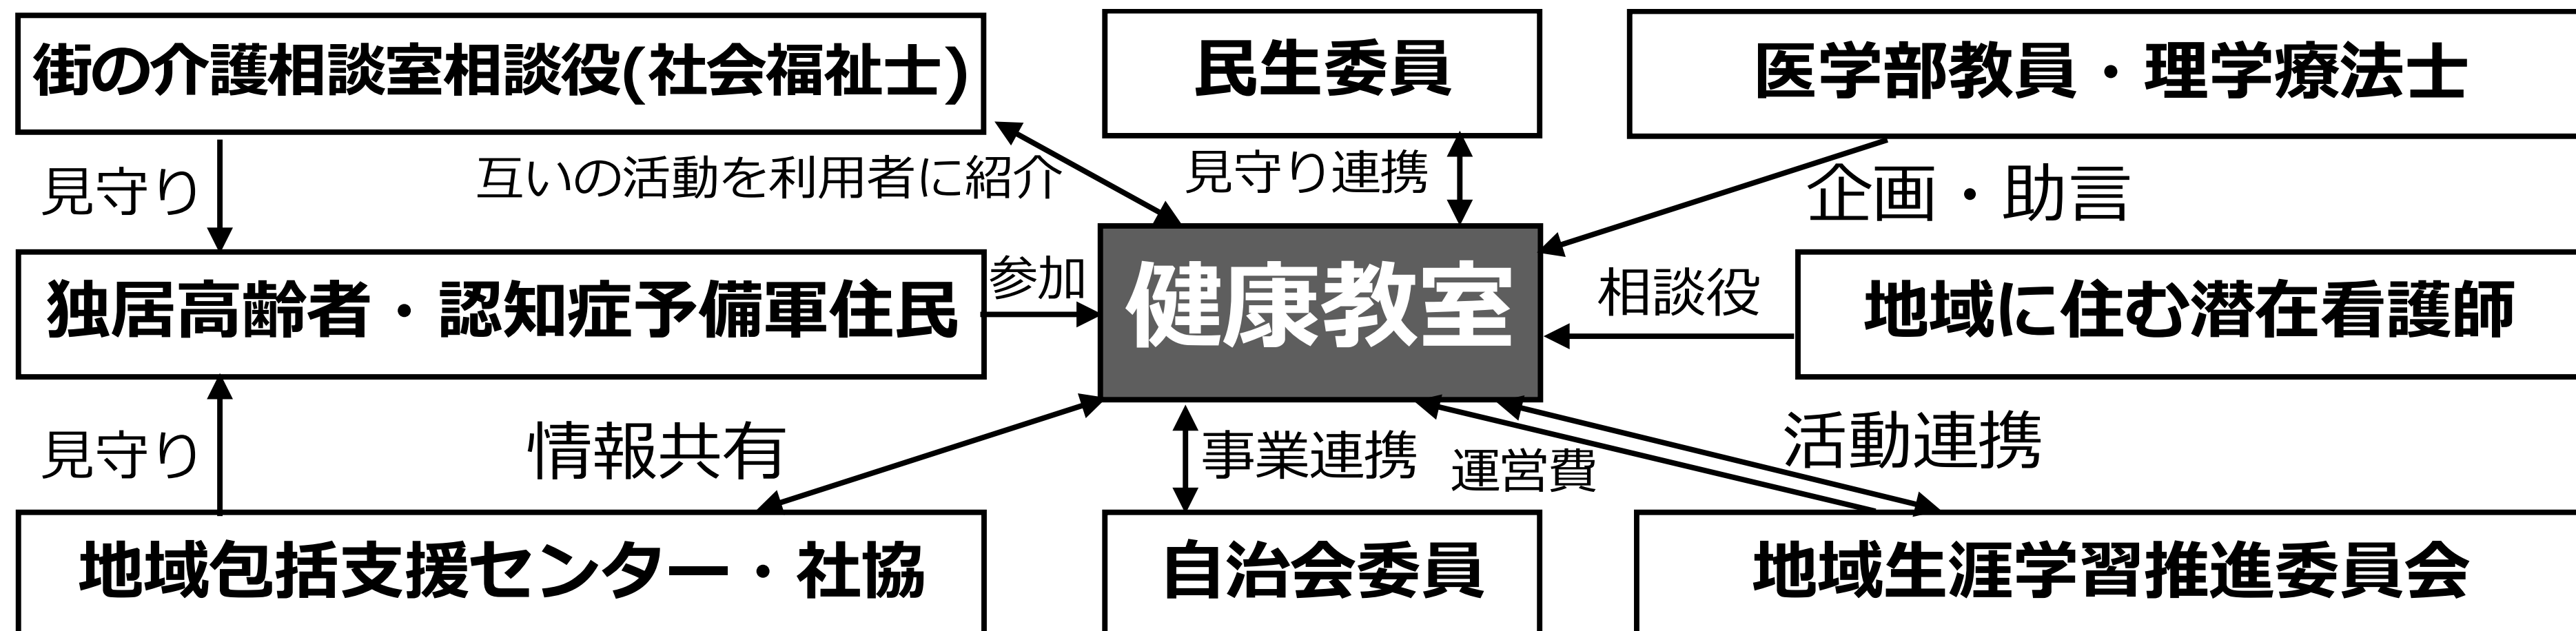 街の介護相談室相談役(社会福祉士)
民生委員
医学部教員・理学療法士
見守り
互いの活動を利用者に紹介
見守り連携
企画・助言
独居高齢者・認知症予備軍住民
参加
健康教室
相談役
地域に住む潜在看護師
見守り
情報共有
事業連携
運営費
活動連携
地域包括支援センター・社協
自治会委員
地域生涯学習推進委員会